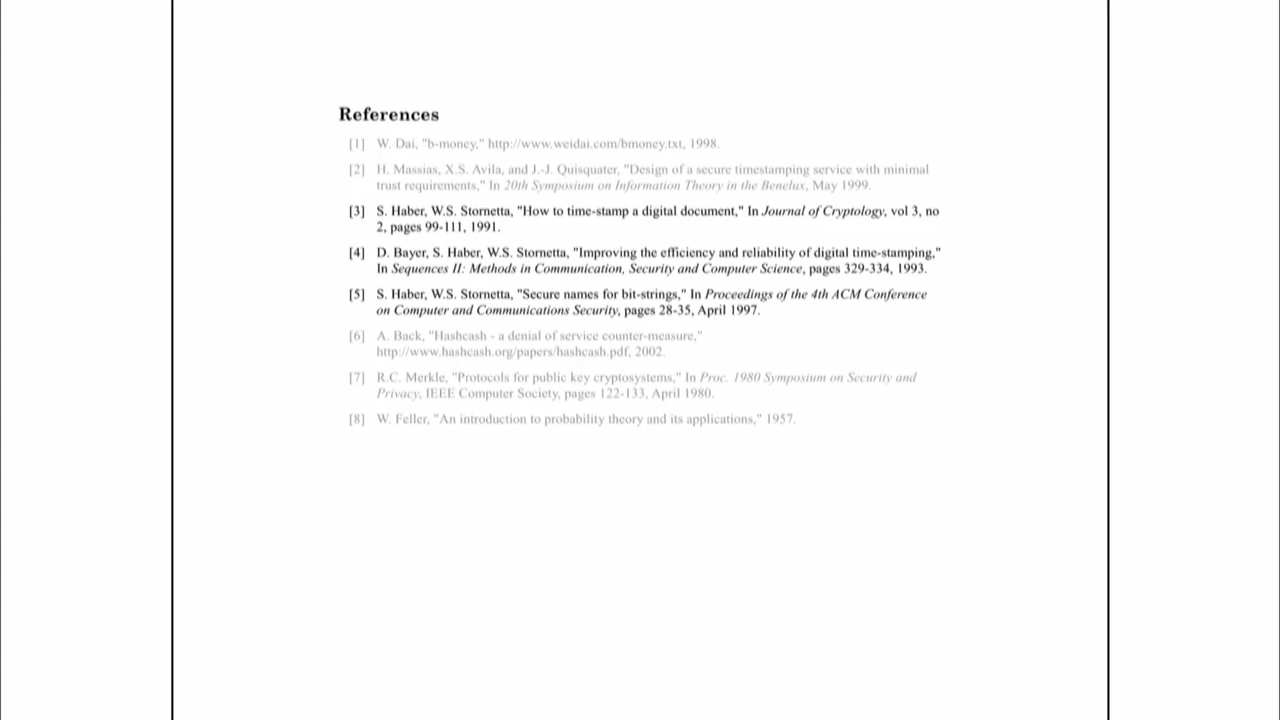 References
[1] W. Dai, "b-money," http://www.weidai.com/bmoney.txt, 1998.
[2] H. Massias, X.S. Avila, and J.-J. Quisquater, "Design of a secure timestamping service with minimal
trust requirements," In 20th Symposium on Information Theory in the Benelux, May 1999.
[3] S. Haber, W.S. Stornetta, "How to time-stamp a digital document," In Journal of Cryptology, vol 3, no
2, pages 99-111, 1991.
[4] D. Bayer, S. Haber, W.S. Stornetta, "Improving the efficiency and reliability of digital time-stamping,"
In Sequences II: Methods in Communication, Security and Computer Science, pages 329-334, 1993.
[5] S. Haber, W.S. Stornetta, "Secure names for bit-strings," In Proceedings of the 4th ACM Conference
on Computer and Communications Security, pages 28-35, April 1997.
[6] A. Back, "Hashcash - a denial of service counter-measure,"
http://www.hashcash.org/papers/hashcash.pdf, 2002.
[7] R.C. Merkle, "Protocols for public key cryptosystems," In Proc. 1980 Symposium on Security and
Privacy, IEEE Computer Society, pages 122-133, April 1980.
[8] W. Feller, "An introduction to probability theory and its applications," 1957.